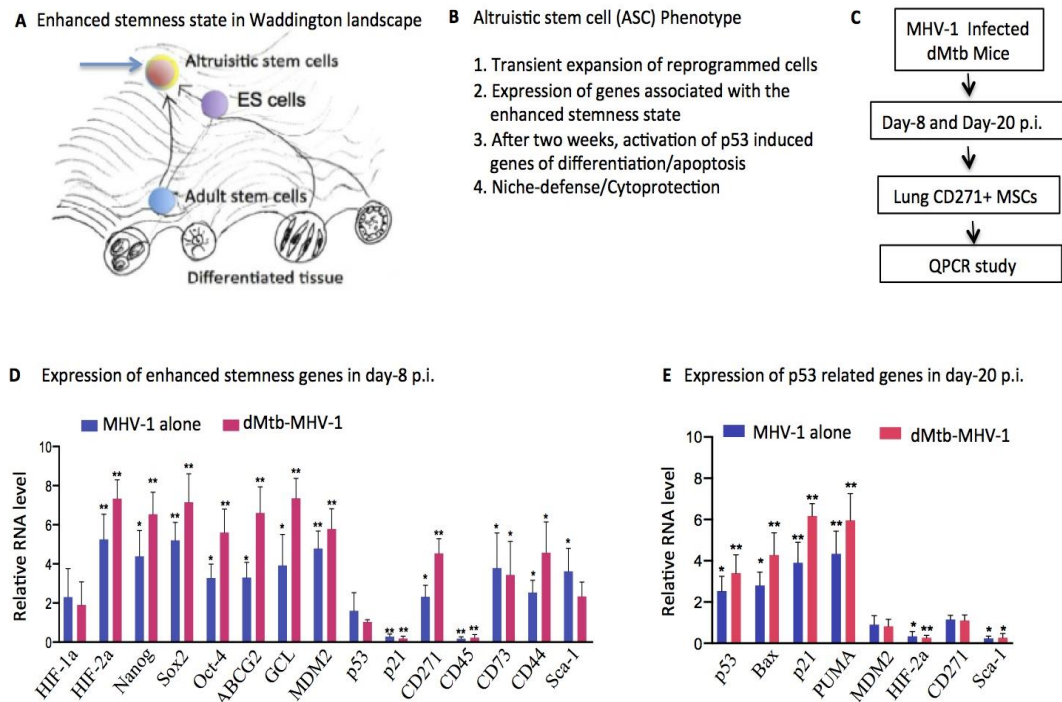 A Enhanced stemness state in Waddington landscape
Altruisitic stem cells
ES cells
Adult stem cells
Differentiated tissue
B Altruistic stem cell (ASC) Phenotype
1. Transient expansion of reprogrammed cells
2. Expression of genes associated with the
enhanced stemness state
3. After two weeks, activation of p53 induced
genes of differentiation/apoptosis
4. Niche-defense/Cytoprotection
C
MHV-1 Infected
dMtb Mice
Day-8 and Day-20 p.i.
Lung CD271+ MSCs
QPCR study
D Expression of enhanced stemness genes in day-8 p.i.
MHV-1 alone
dMtb-MHV-1
Relative RNA level
10
8
6
4
2
0
** ** * ** ** ** * ** * ** * ** ** ** ** ** * ** ** * * * * * *
HIF-1a
HIF-2a
Nanog
Sox2
Oct-4
ABCG2
GCL
MDM2
p53
p21
CD271
CD45
CD73
CD44
Sca-1
E Expression of p53 related genes in day-20 p.i.
MHV-1 alone
dMtb-MHV-1
Relative RNA level
10
8
6
4
2
0
* ** * ** ** ** ** ** * ** * *
p53
Bax
p21
PUMA
MDM2
HIF-2a
CD271
Sca-1